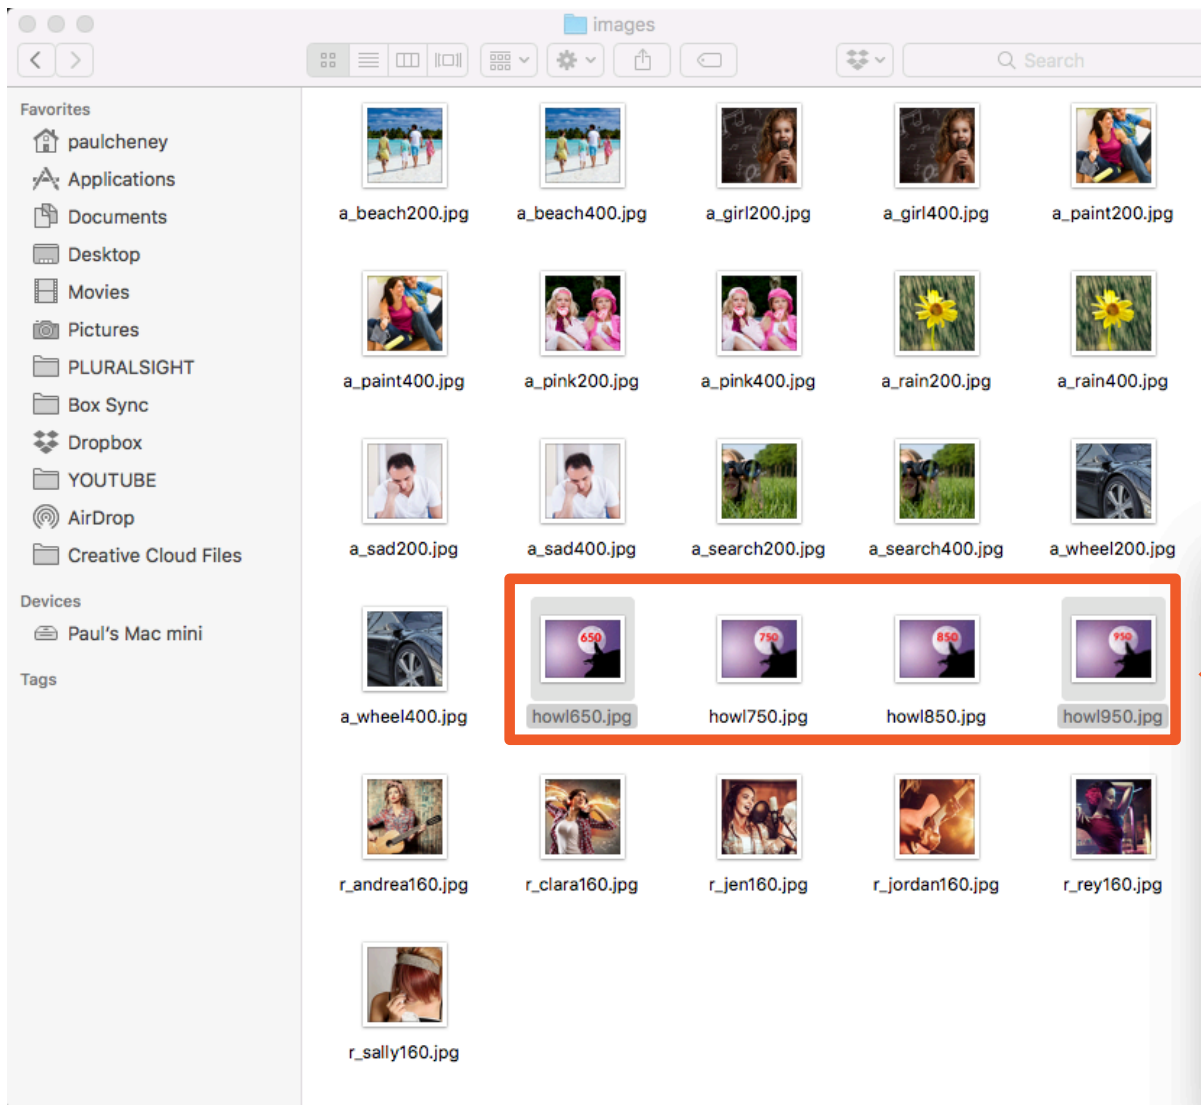 images
Search
Favorites
paulcheney
Applications
Documents
Desktop
Movies
Pictures
PLURALSIGHT
Box Sync
Dropbox
YOUTUBE
AirDrop
Creative Cloud Files
Devices
Paul's Mac mini
Tags
a_beach200.jpg a_beach400.jpg a_girl200.jpg a_girl400.jpg a_paint200.jpg
a_paint400.jpg a_pink200.jpg a_pink400.jpg a_rain200.jpg a_rain400.jpg
a_sad200.jpg a_sad400.jpg a_search200.jpg a_search400.jpg a_wheel200.jpg
650 750 850 950
a_wheel400.jpg howl650.jpg howl750.jpg howl850.jpg howl950.jpg
r_andrea160.jpg r_clara160.jpg r_jen160.jpg r_jordan160.jpg r_rey160.jpg
r_sally160.jpg